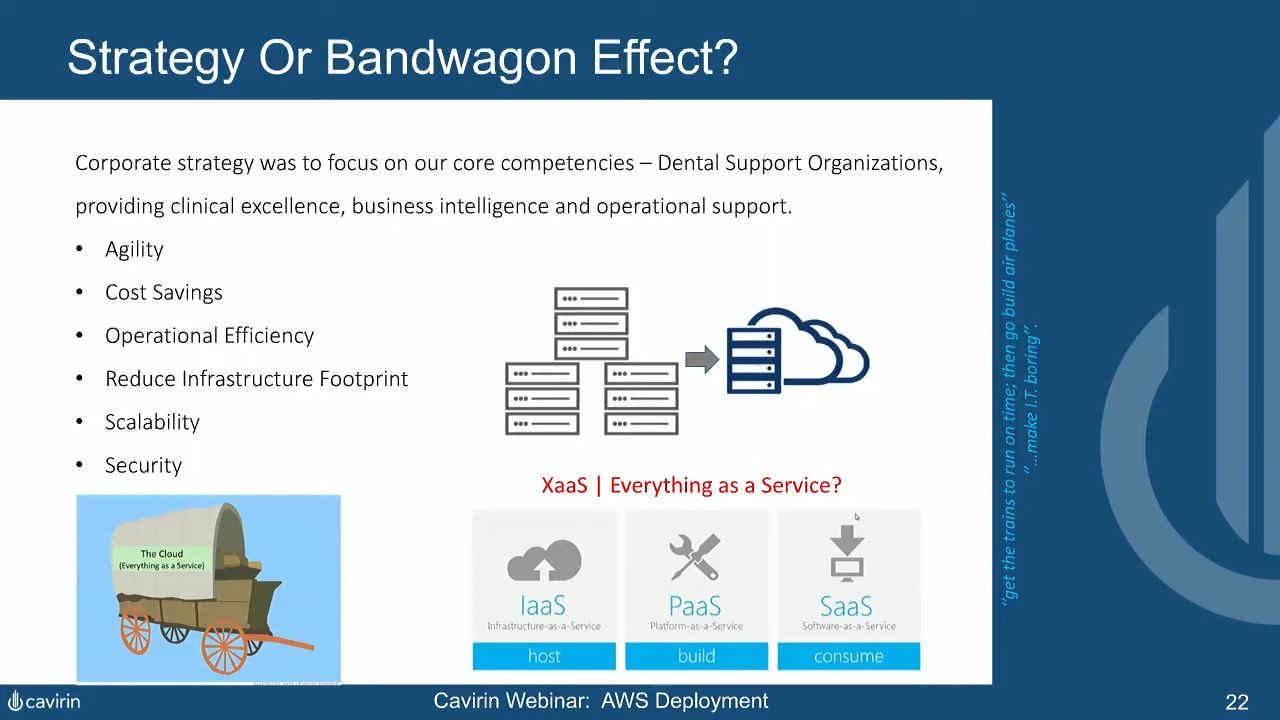 Strategy Or Bandwagon Effect?
Corporate strategy was to focus on our core competencies – Dental Support Organizations,
providing clinical excellence, business intelligence and operational support.
• Agility
• Cost Savings
• Operational Efficiency
• Reduce Infrastructure Footprint
• Scalability
• Security
The Cloud
(Everything as a Service)
XaaS | Everything as a Service?
IaaS
Infrastructure-as-a-Service
host
PaaS
Platform-as-a-Service
build
SaaS
Software-as-a-Service
consume
“get the trains to run on time; then go build air planes”
“…make I.T. boring”.
cavirin
Cavirin Webinar: AWS Deployment
22